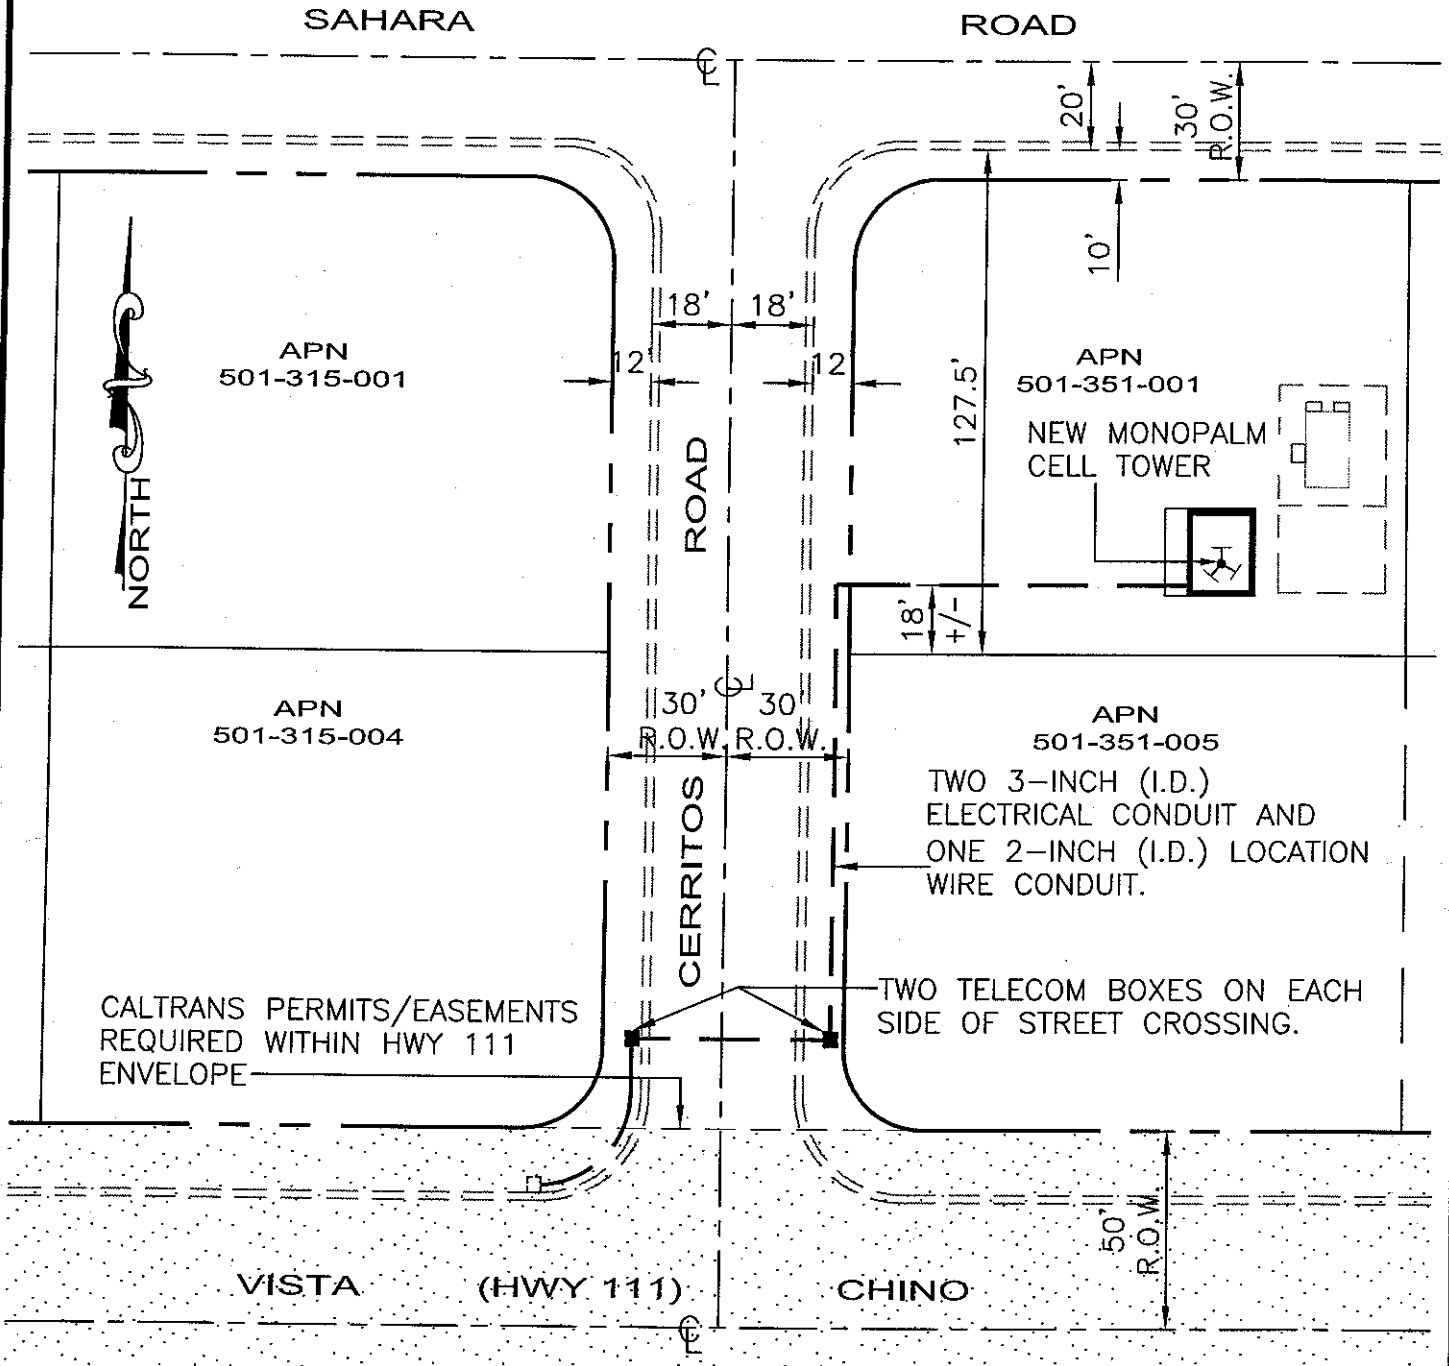 SAHARA ROAD
℄
20'
30'
R.O.W.
10'
18' 18'
12' 12'
127.5'
APN
501-315-001
APN
501-351-001
NEW MONOPALM
CELL TOWER
NORTH
ROAD
18'
+/-
℄
30' 30'
R.O.W. R.O.W.
APN
501-315-004
APN
501-351-005
TWO 3-INCH (I.D.)
ELECTRICAL CONDUIT AND
ONE 2-INCH (I.D.) LOCATION
WIRE CONDUIT.
CERRITOS
CALTRANS PERMITS/EASEMENTS
REQUIRED WITHIN HWY 111
ENVELOPE
TWO TELECOM BOXES ON EACH
SIDE OF STREET CROSSING.
50'
R.O.W.
VISTA (HWY 111) CHINO
℄